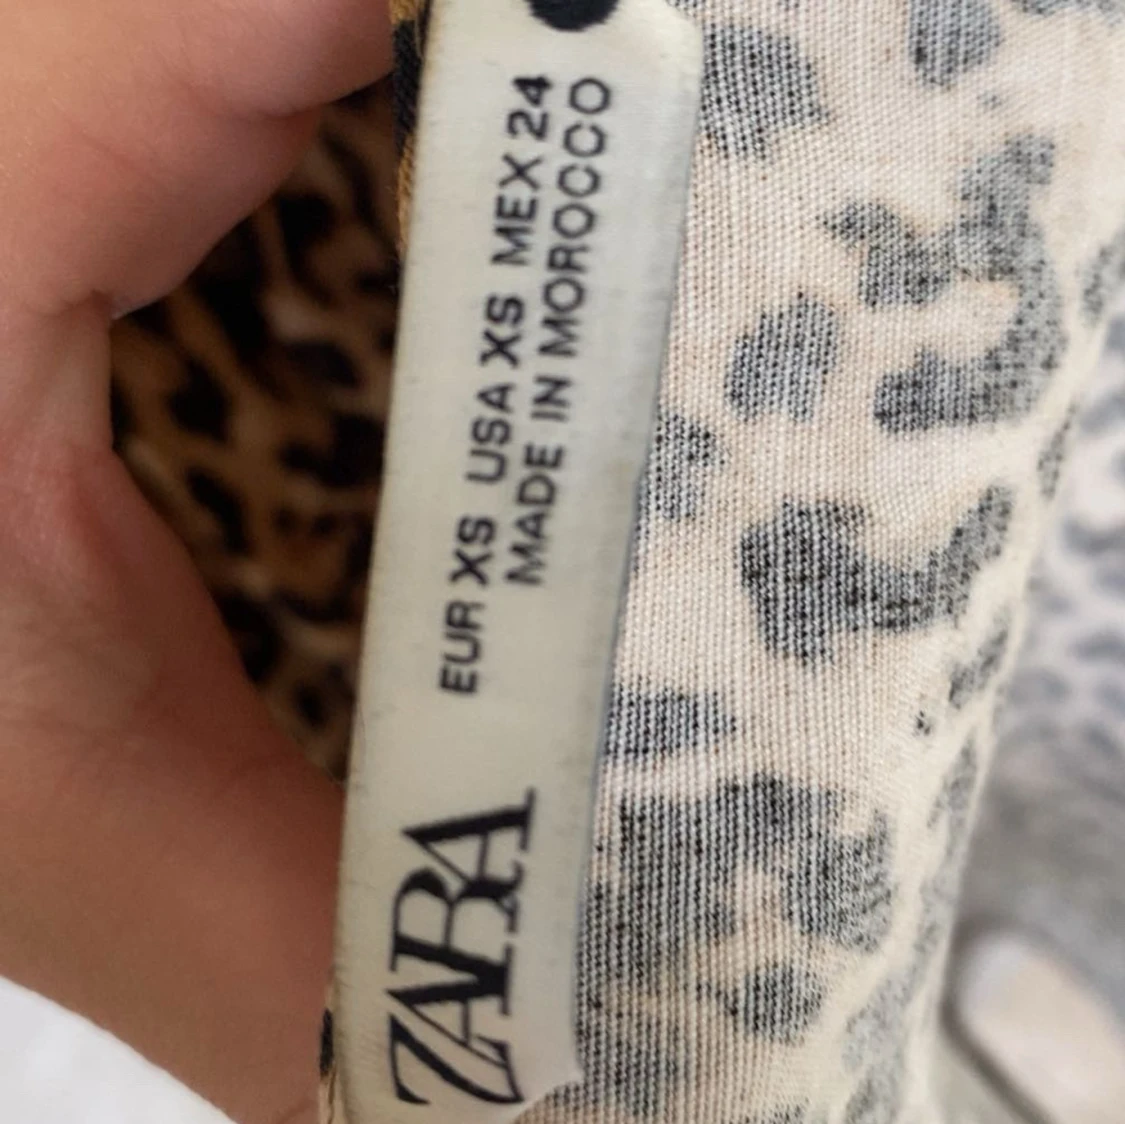 ZARA
EUR XS USA XS MEX 24
MADE IN MOROCCO